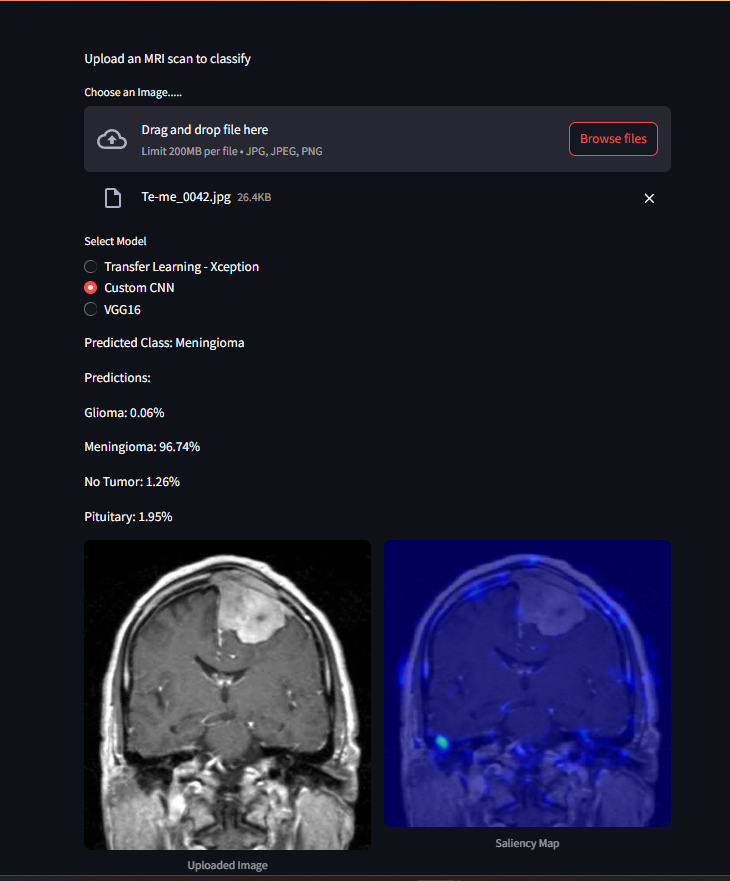 Upload an MRI scan to classify
Choose an Image.....
Drag and drop file here
Limit 200MB per file • JPG, JPEG, PNG
Browse files
Te-me_0042.jpg 26.4KB
Select Model
Transfer Learning - Xception
Custom CNN
VGG16
Predicted Class: Meningioma
Predictions:
Glioma: 0.06%
Meningioma: 96.74%
No Tumor: 1.26%
Pituitary: 1.95%
Uploaded Image
Saliency Map